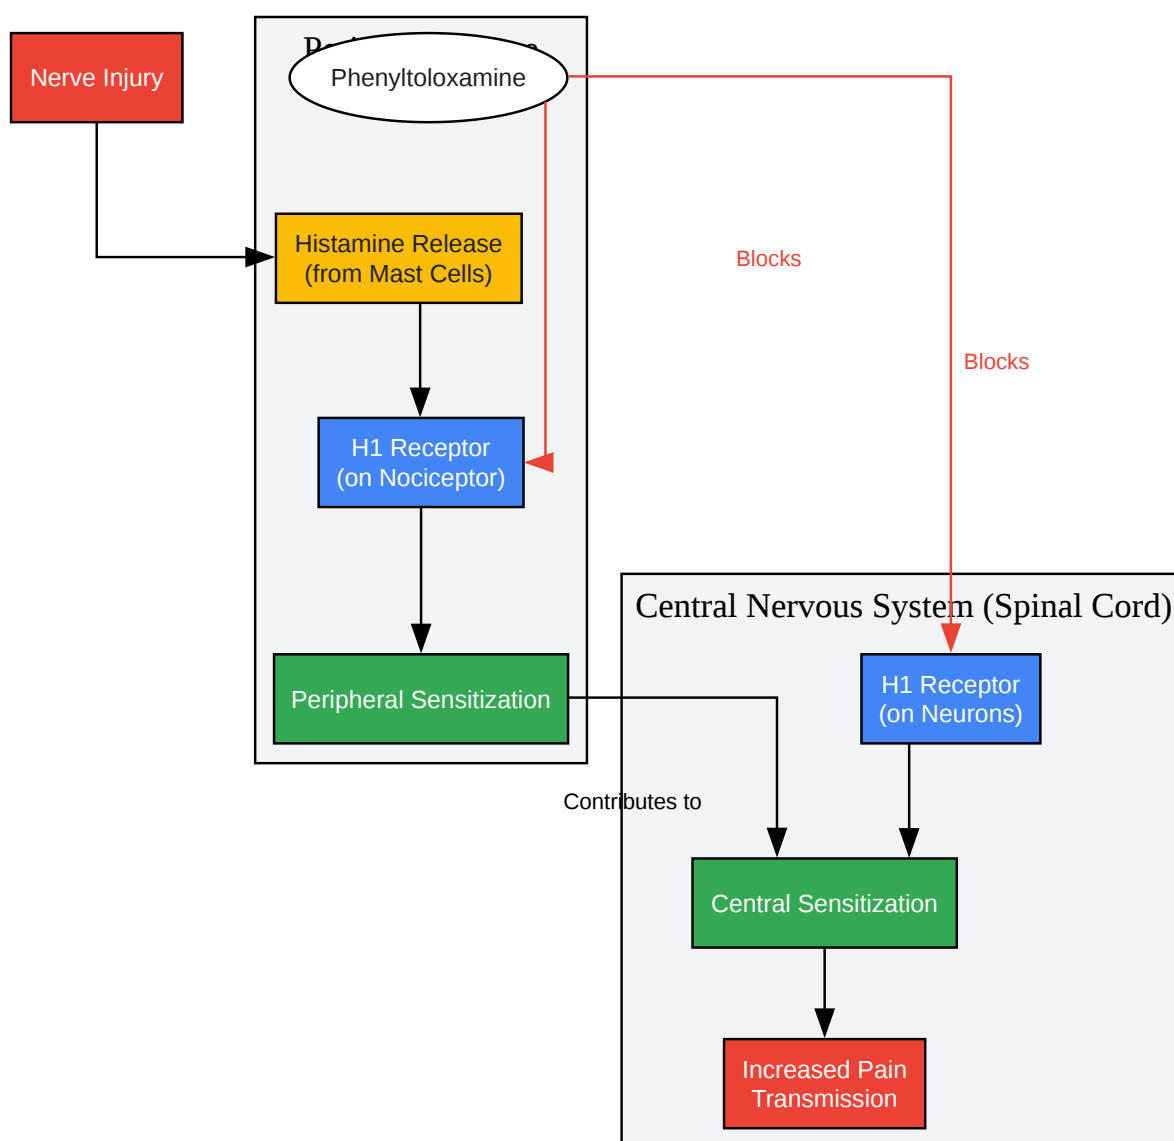 Nerve Injury
Phenyltoloxamine
Histamine Release
(from Mast Cells)
Blocks
Blocks
H1 Receptor
(on Nociceptor)
Central Nervous System (Spinal Cord)
Peripheral Sensitization
H1 Receptor
(on Neurons)
Contributes to
Central Sensitization
Increased Pain
Transmission